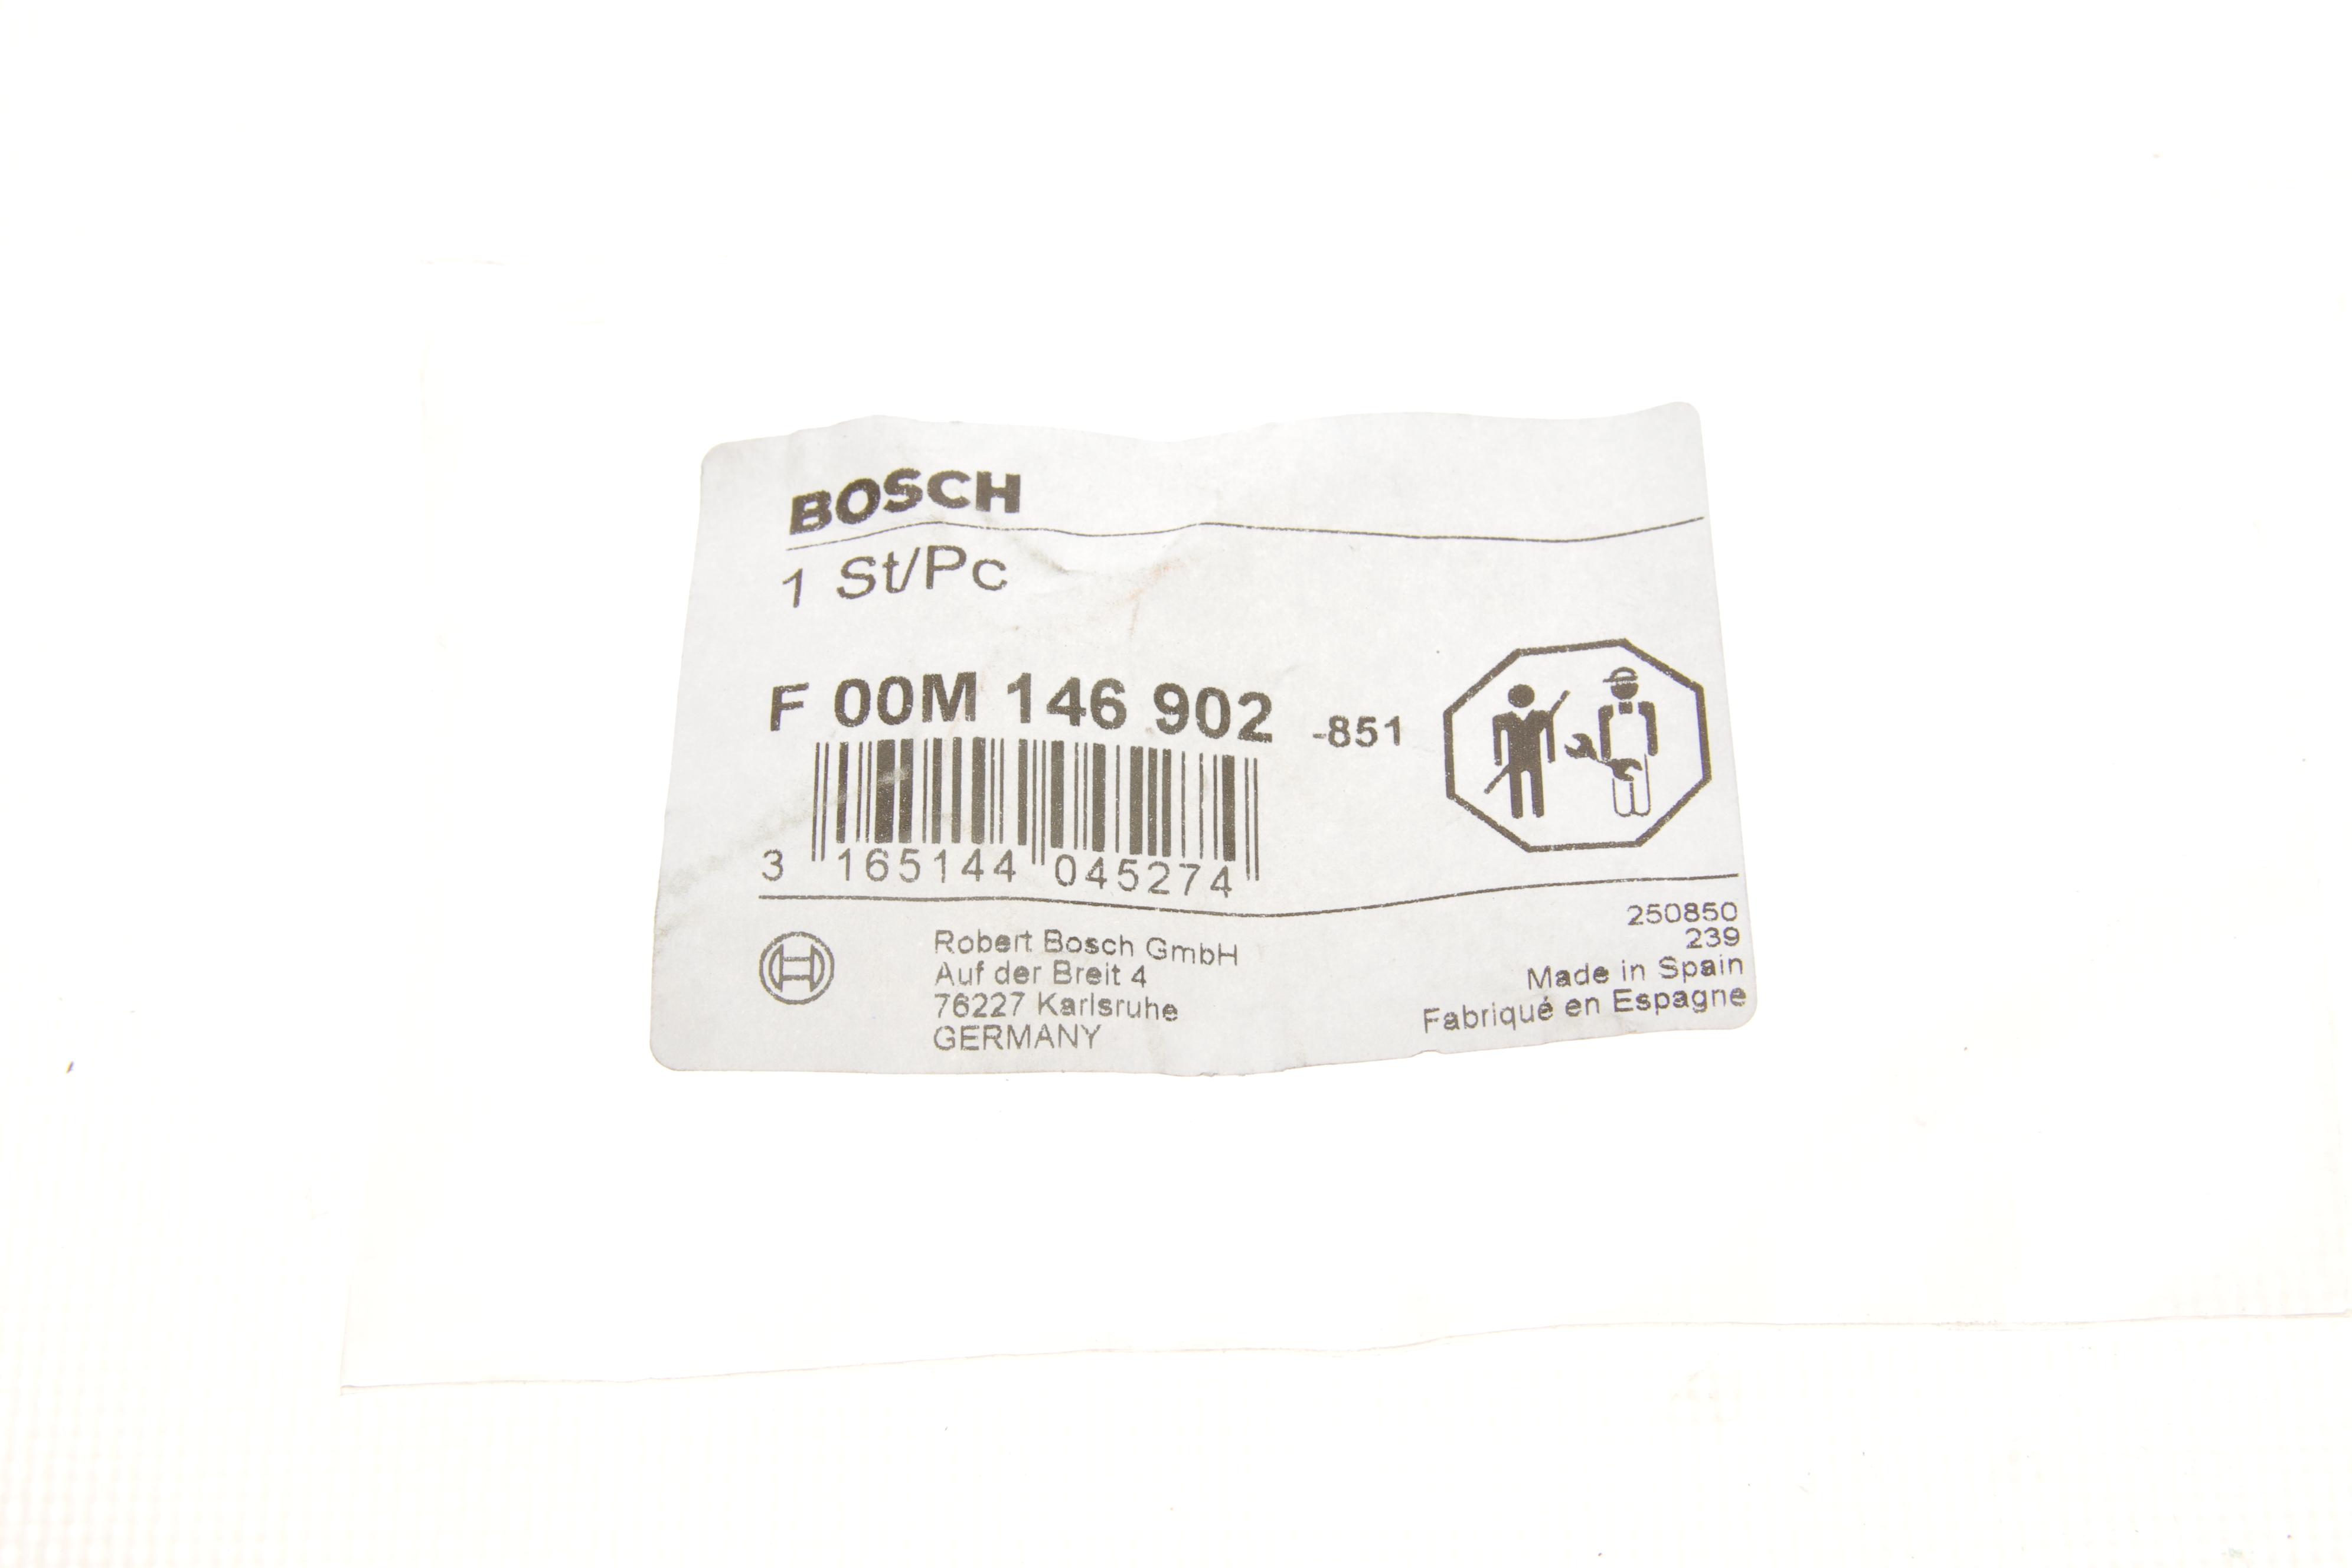 BOSCH
1 St/Pc
F 00M 146 902 -851
3 165144 045274
Robert Bosch GmbH
Auf der Breit 4
76227 Karlsruhe
GERMANY
250850
239
Made in Spain
Fabriqué en Espagne